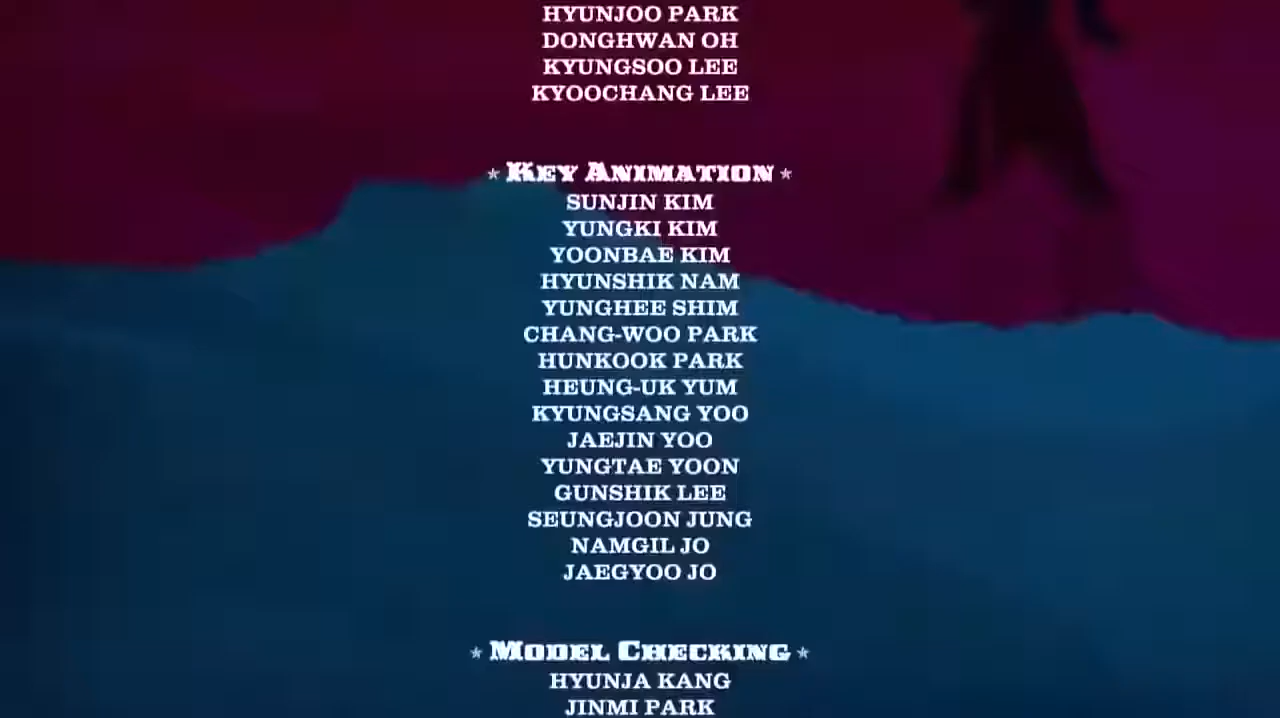 HYUNJOO PARK
DONGHWAN OH
KYUNGSOO LEE
KYOOCHANG LEE
★ KEY ANIMATION ★
SUNJIN KIM
YUNGKI KIM
YOONBAE KIM
HYUNSHIK NAM
YUNGHEE SHIM
CHANG-WOO PARK
HUNKOOK PARK
HEUNG-UK YUM
KYUNGSANG YOO
JAEJIN YOO
YUNGTAE YOON
GUNSHIK LEE
SEUNGJOON JUNG
NAMGIL JO
JAEGYOO JO
★ MODEL CHECKING ★
HYUNJA KANG
JINMI PARK